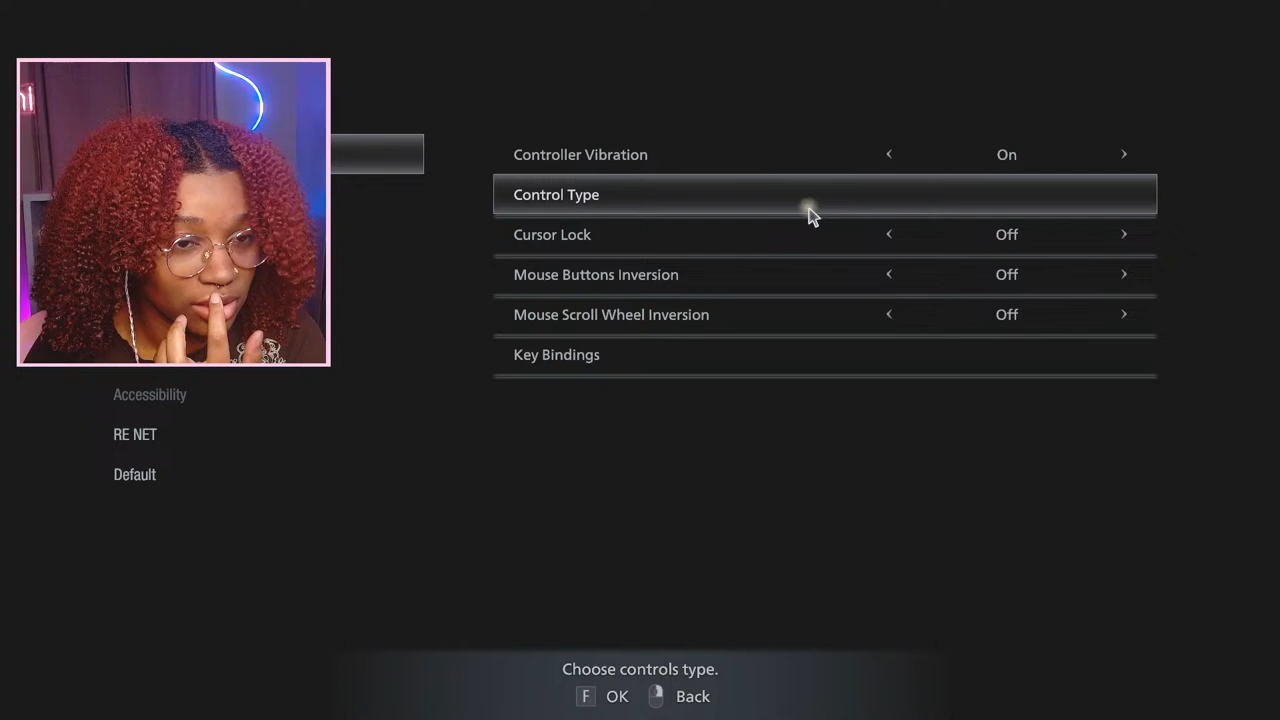 Controller Vibration
On
Control Type
Cursor Lock
Off
Mouse Buttons Inversion
Off
Mouse Scroll Wheel Inversion
Off
Key Bindings
Accessibility
RE NET
Default
Choose controls type.
F OK Back